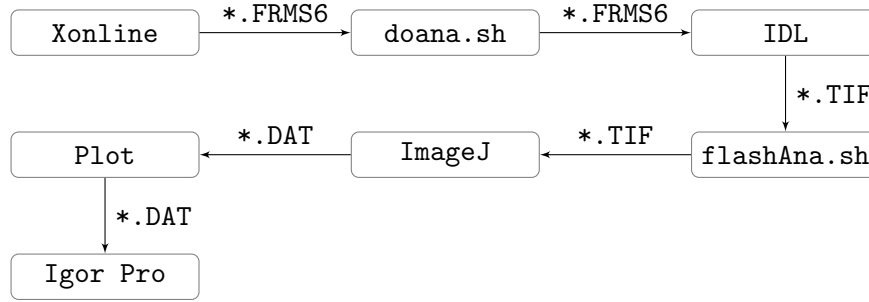 *.FRMS6 *.FRMS6
Xonline doana.sh IDL
*.TIF
*.DAT *.TIF
Plot ImageJ flashAna.sh
*.DAT
Igor Pro